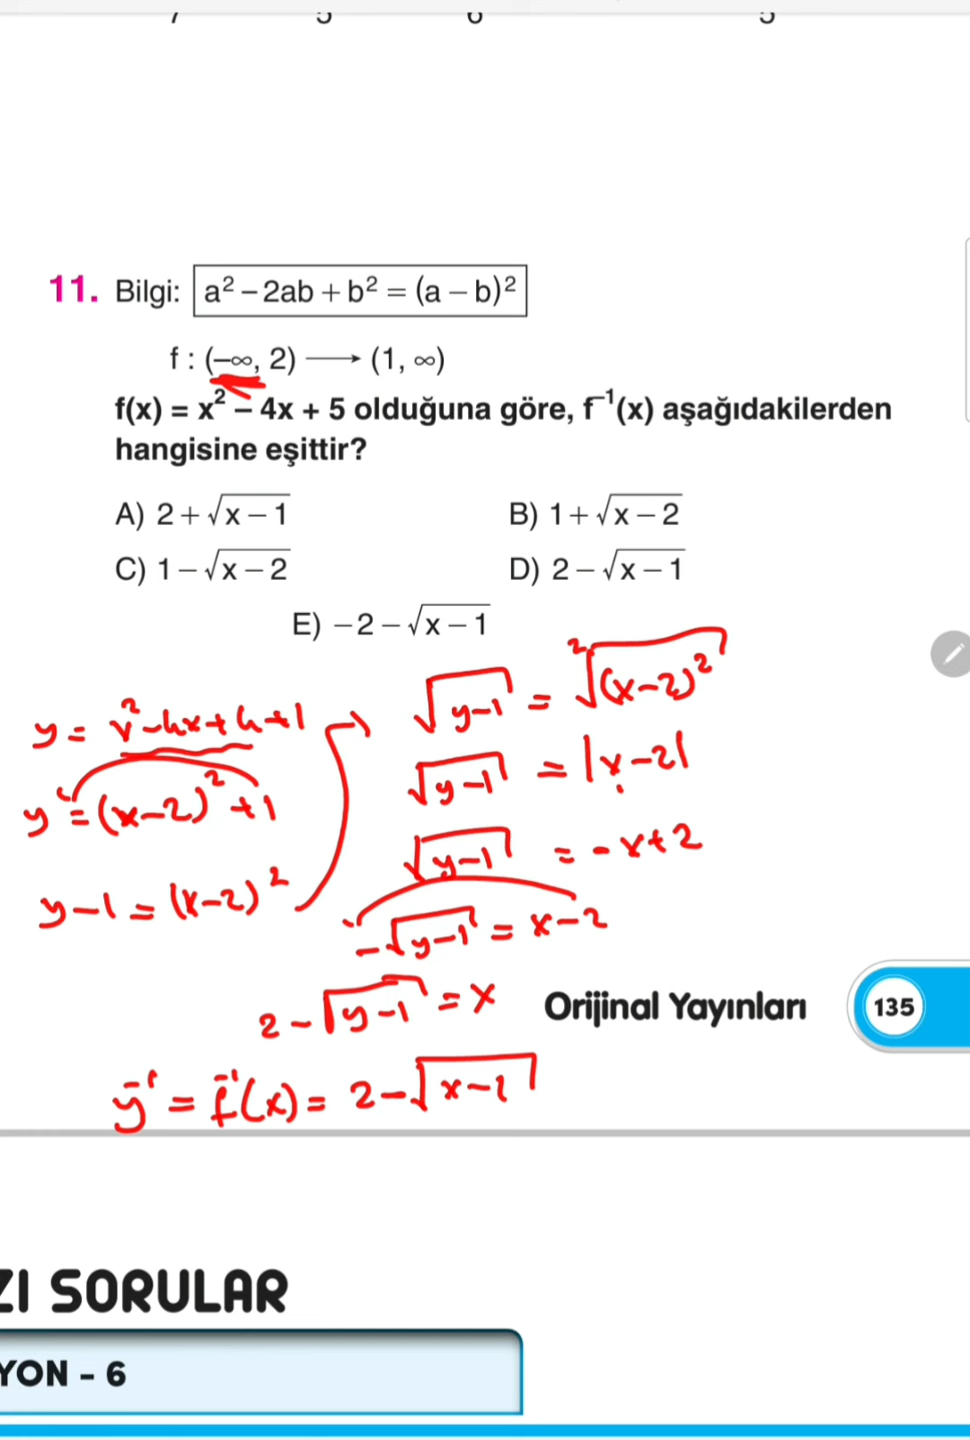 11. Bilgi: a² – 2ab + b² = (a – b)²
f : (–∞, 2) ⟶ (1, ∞)
f(x) = x² – 4x + 5 olduğuna göre, f⁻¹(x) aşağıdakilerden
hangisine eşittir?
A) 2 + √(x – 1)
B) 1 + √(x – 2)
C) 1 – √(x – 2)
D) 2 – √(x – 1)
E) –2 – √(x – 1)
y = x² – 4x + 4 + 1
y = (x–2)² + 1
y–1 = (x–2)²
√(y–1) = ²√((x–2)²)
√(y–1) = |x–2|
√(y–1) = –x+2
–√(y–1) = x–2
2–√(y–1) = x
y⁻¹ = f⁻¹(x) = 2–√(x–1)
Orijinal Yayınları
135
ZI SORULAR
YON - 6